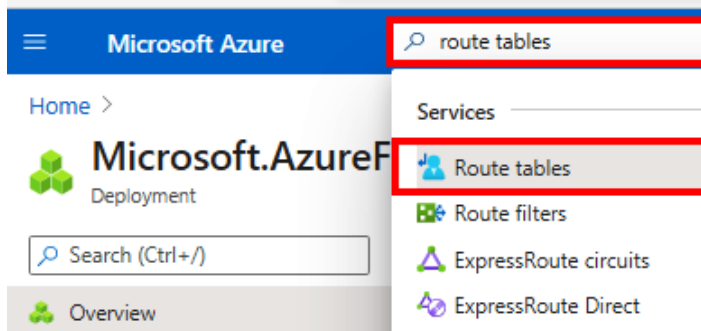 Microsoft Azure
route tables
Home >
Microsoft.AzureF
Deployment
Search (Ctrl+/)
Overview
Services
Route tables
Route filters
ExpressRoute circuits
ExpressRoute Direct